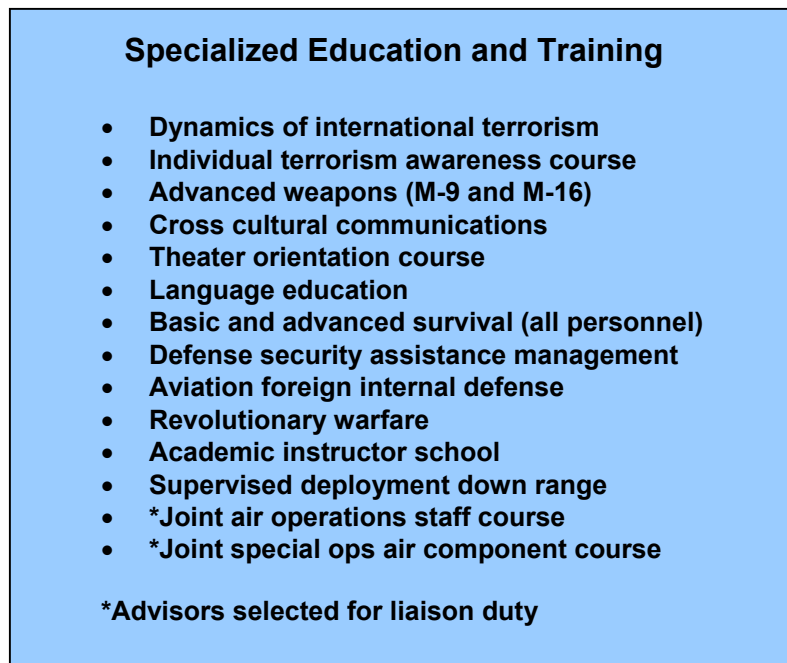 Specialized Education and Training
• Dynamics of international terrorism
• Individual terrorism awareness course
• Advanced weapons (M-9 and M-16)
• Cross cultural communications
• Theater orientation course
• Language education
• Basic and advanced survival (all personnel)
• Defense security assistance management
• Aviation foreign internal defense
• Revolutionary warfare
• Academic instructor school
• Supervised deployment down range
• *Joint air operations staff course
• *Joint special ops air component course
*Advisors selected for liaison duty